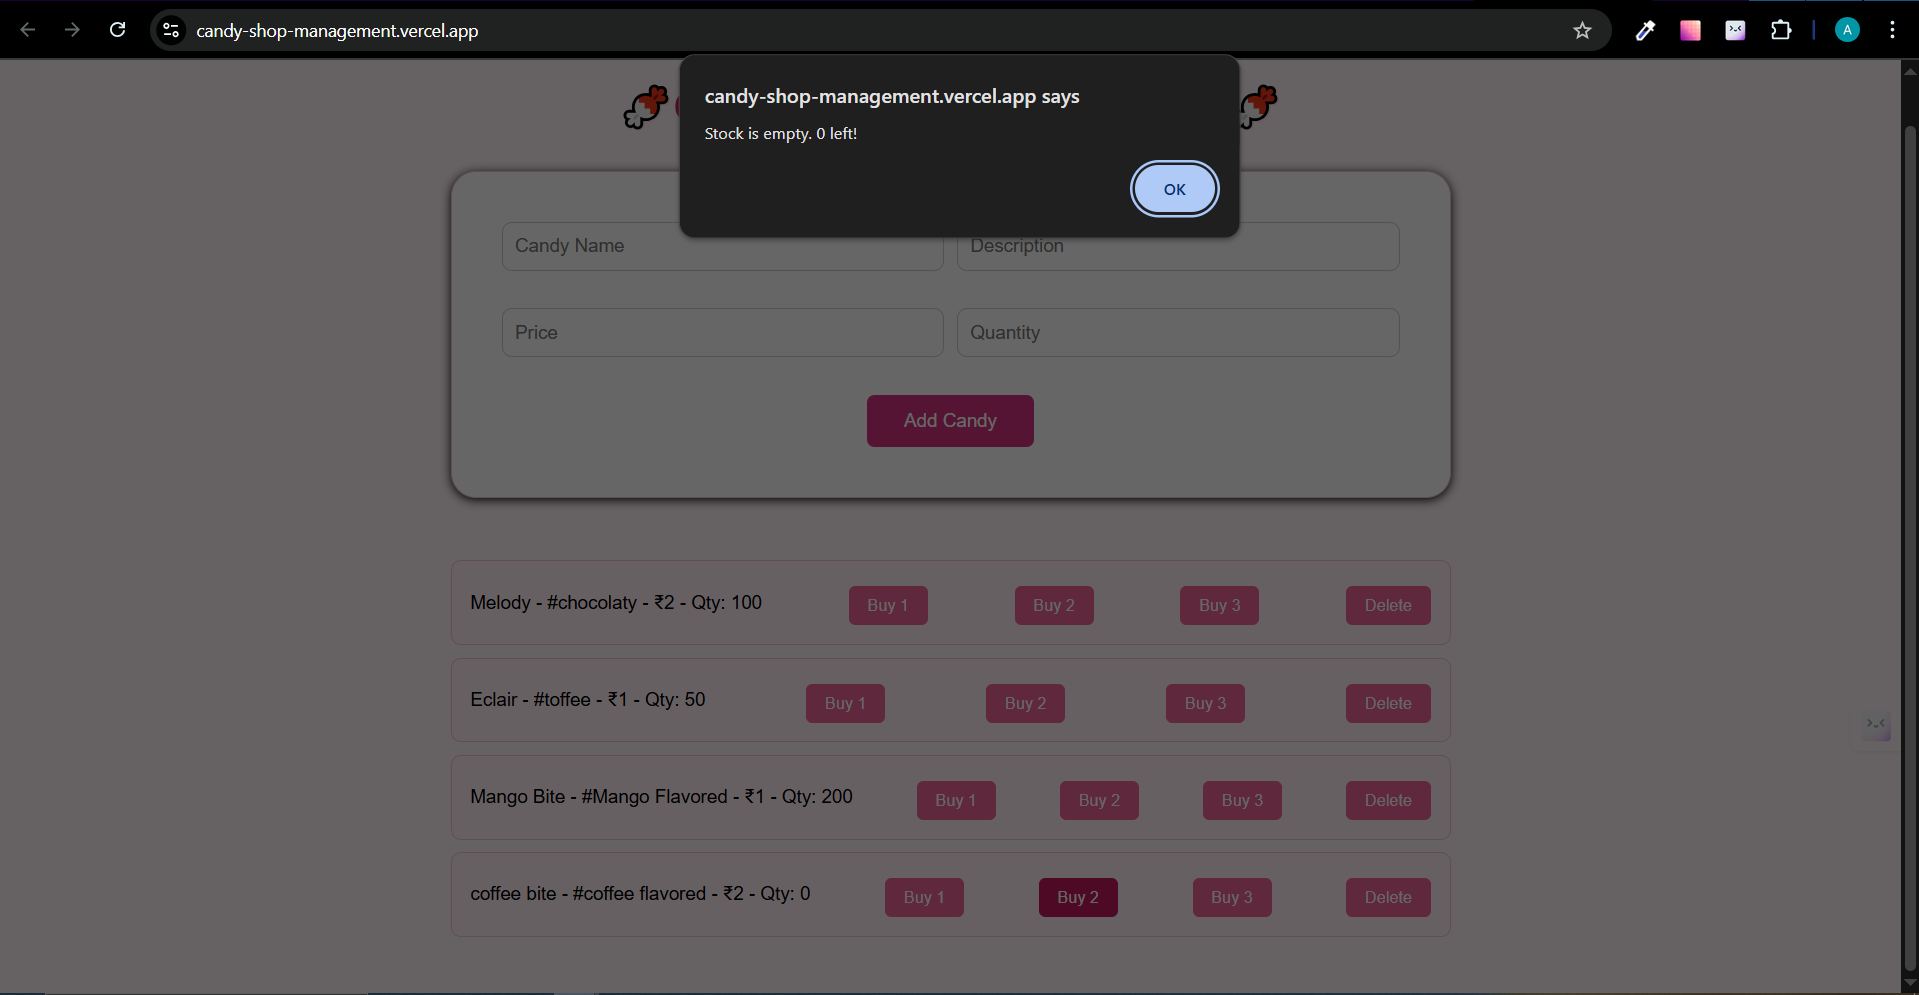 candy-shop-management.vercel.app
A
candy-shop-management.vercel.app says
Stock is empty. 0 left!
OK
Candy Name
Description
Price
Quantity
Add Candy
Melody - #chocolaty - ₹2 - Qty: 100 Buy 1 Buy 2 Buy 3 Delete
Eclair - #toffee - ₹1 - Qty: 50 Buy 1 Buy 2 Buy 3 Delete
Mango Bite - #Mango Flavored - ₹1 - Qty: 200 Buy 1 Buy 2 Buy 3 Delete
coffee bite - #coffee flavored - ₹2 - Qty: 0 Buy 1 Buy 2 Buy 3 Delete